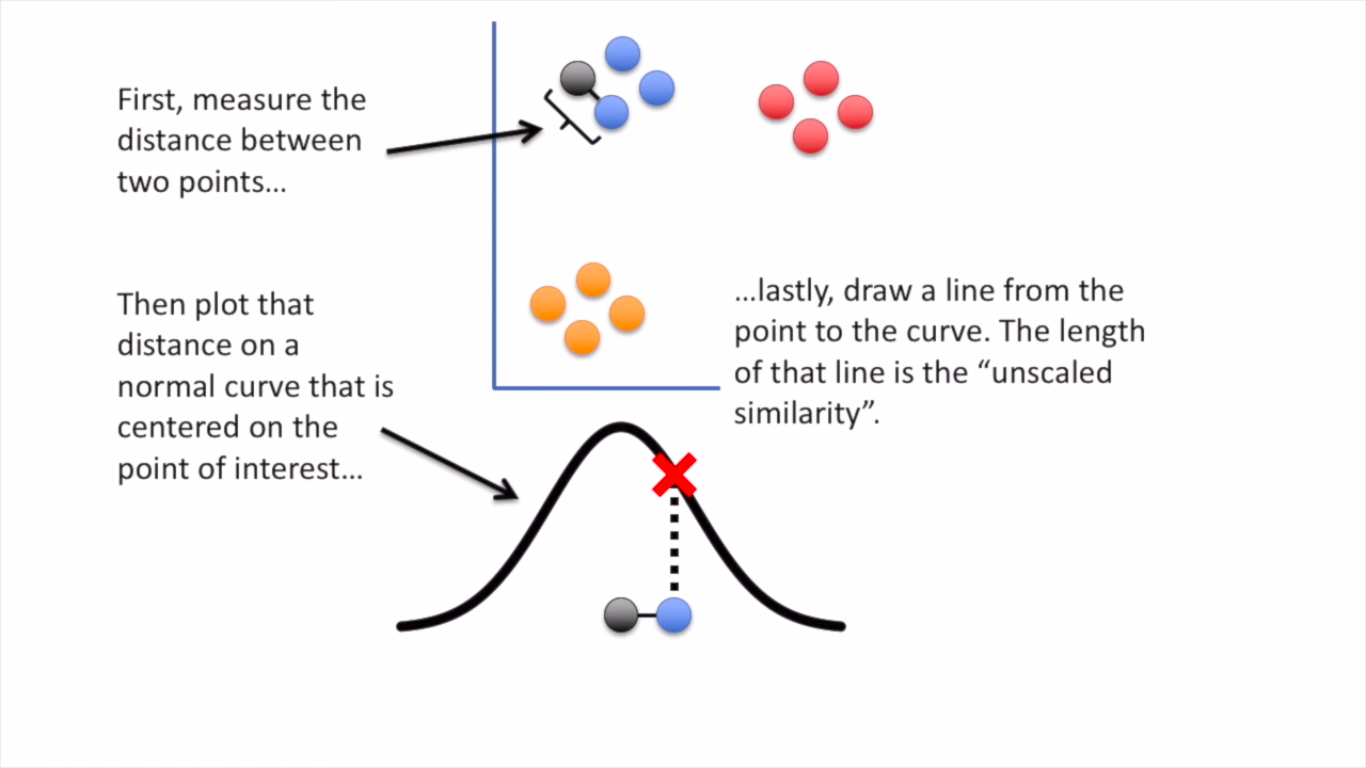 First, measure the
distance between
two points…
Then plot that
distance on a
normal curve that is
centered on the
point of interest…
…lastly, draw a line from the
point to the curve. The length
of that line is the “unscaled
similarity”.